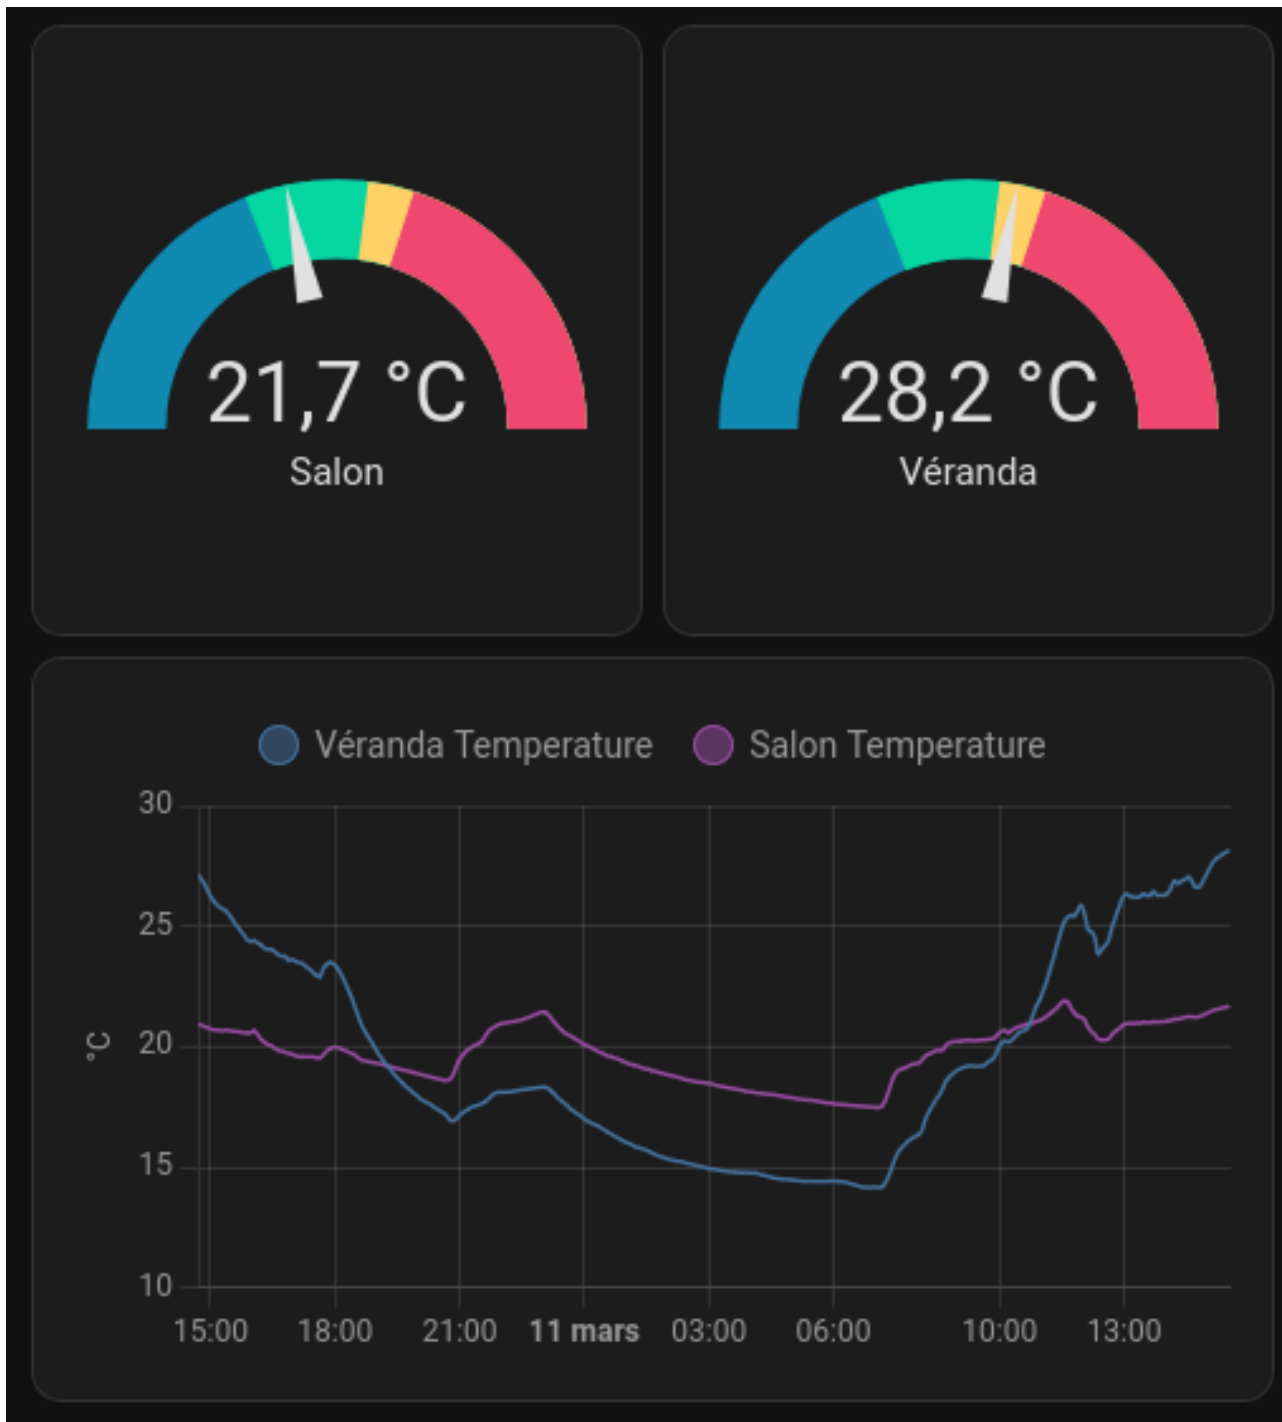 21,7 °C
Salon
28,2 °C
Véranda
Véranda Temperature
Salon Temperature
30
25
20
15
10
°C
15:00
18:00
21:00
11 mars
03:00
06:00
10:00
13:00